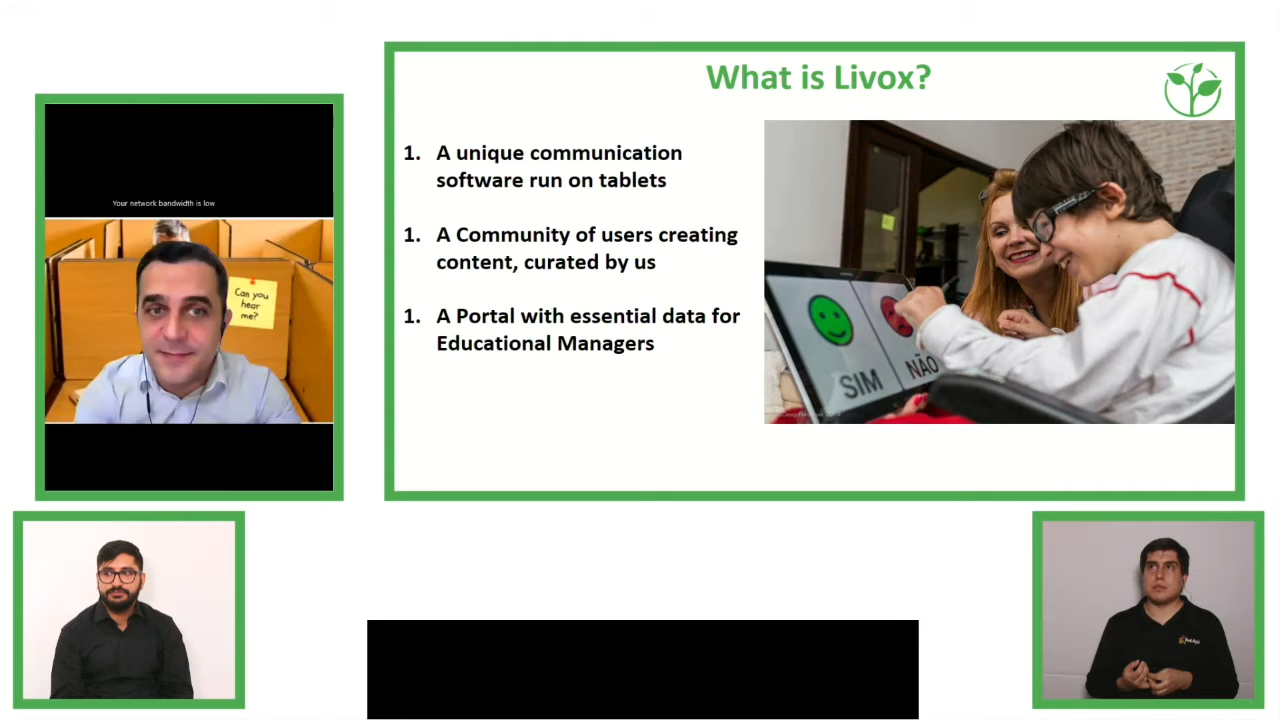 What is Livox?
1. A unique communication
software run on tablets
1. A Community of users creating
content, curated by us
1. A Portal with essential data for
Educational Managers
SIM
NÃO
Your network bandwidth is low
Can you
hear
me?